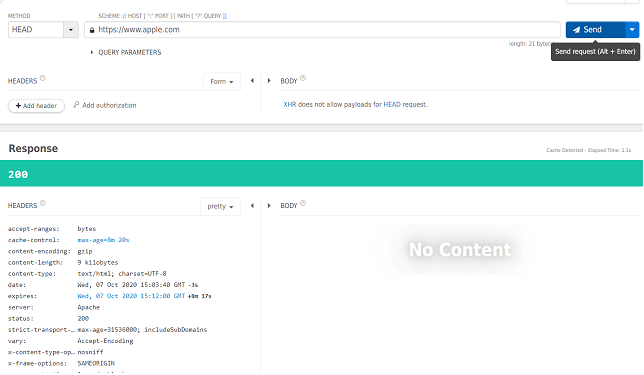 METHOD
SCHEME :// HOST [ ":" PORT ] [ PATH [ "?" QUERY ]]
HEAD
https://www.apple.com
Send
length: 21 byte
Send request (Alt + Enter)
QUERY PARAMETERS
HEADERS
Form
BODY
Add header
Add authorization
XHR does not allow payloads for HEAD request.
Response
Cache Detected - Elapsed Time: 1.1s
200
HEADERS
pretty
BODY
accept-ranges: bytes
cache-control: max-age=8m 20s
content-encoding: gzip
content-length: 9 kilobytes
content-type: text/html; charset=UTF-8
date: Wed, 07 Oct 2020 15:03:40 GMT -3s
expires: Wed, 07 Oct 2020 15:12:00 GMT +8m 17s
server: Apache
status: 200
strict-transport-... max-age=31536000; includeSubDomains
vary: Accept-Encoding
x-content-type-op... nosniff
x-frame-options: SAMEORIGIN
No Content